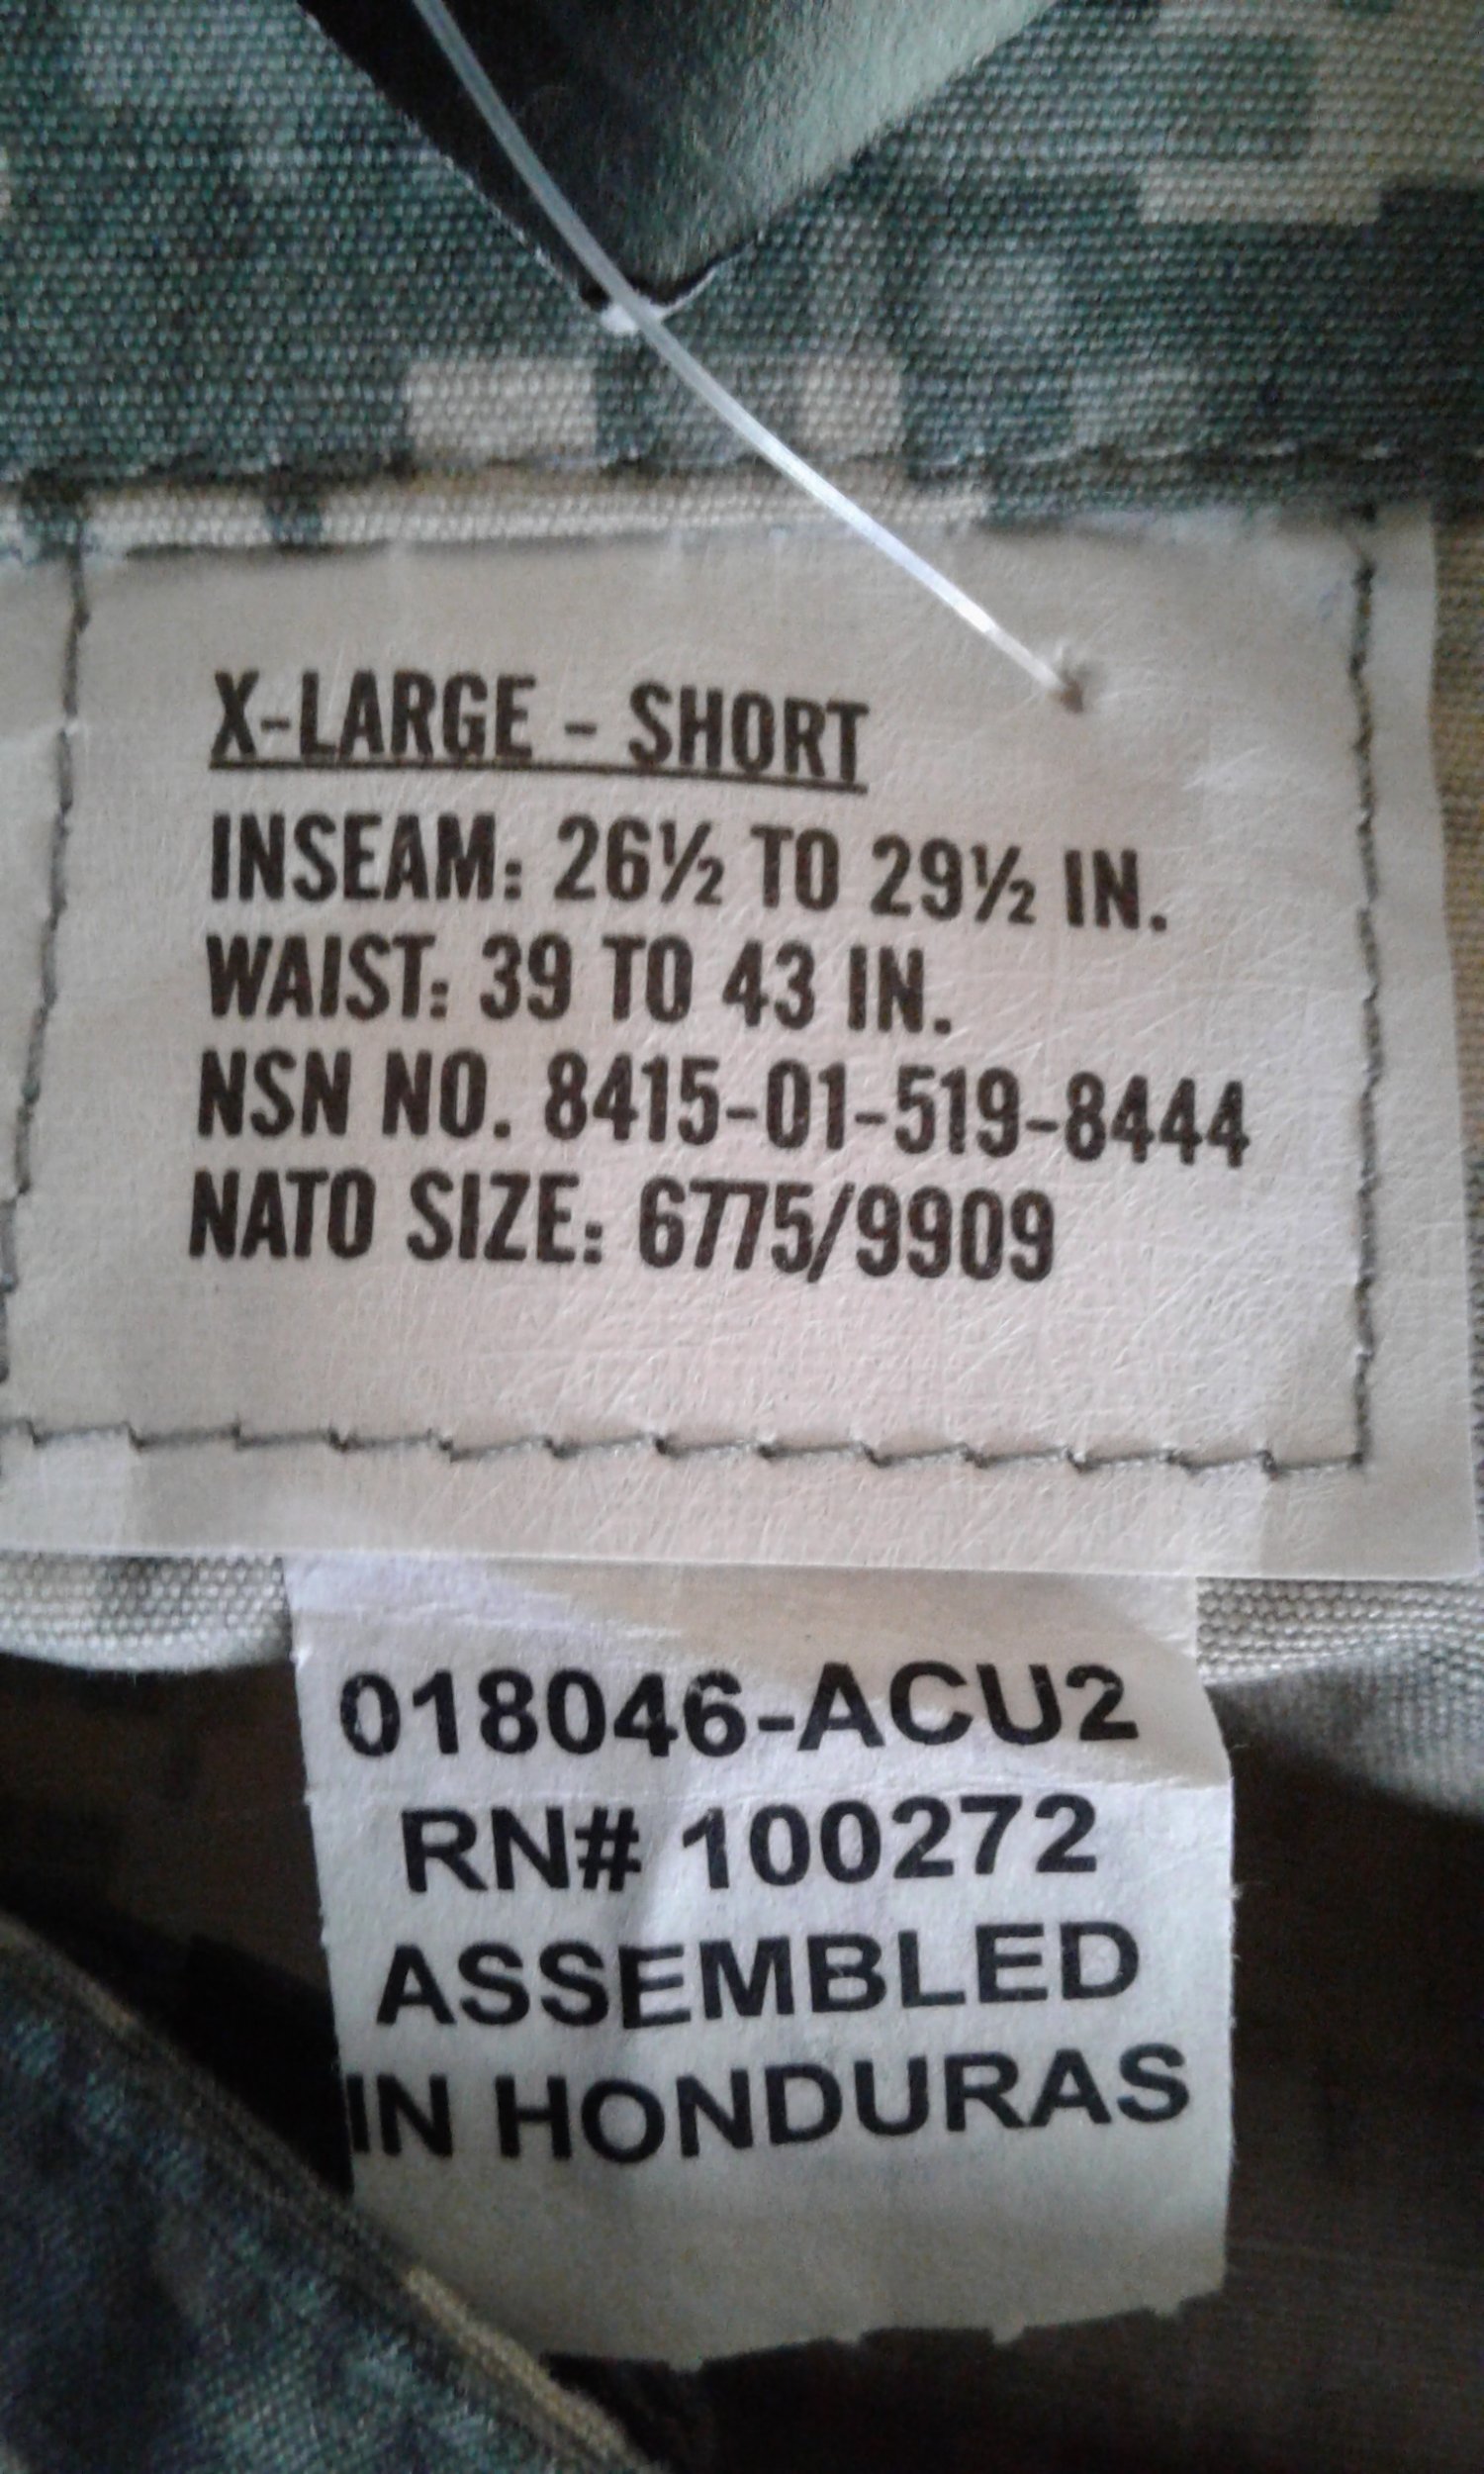 X-LARGE - SHORT
INSEAM: 26½ TO 29½ IN.
WAIST: 39 TO 43 IN.
NSN NO. 8415-01-519-8444
NATO SIZE: 6775/9909
018046-ACU2
RN# 100272
ASSEMBLED
IN HONDURAS